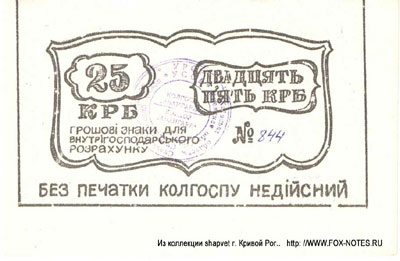 25
КРБ
ДВАДЦЯТЬ
П'ЯТЬ КРБ
ГРОШОВІ ЗНАКИ ДЛЯ
ВНУТРІГОСПОДАРСЬКОГО
РОЗРАХУНКУ
№ 844
БЕЗ ПЕЧАТКИ КОЛГОСПУ НЕДІЙСНИЙ
Из коллекции shapvet г. Кривой Рог.. http://WWW.FOX-NOTES.RU